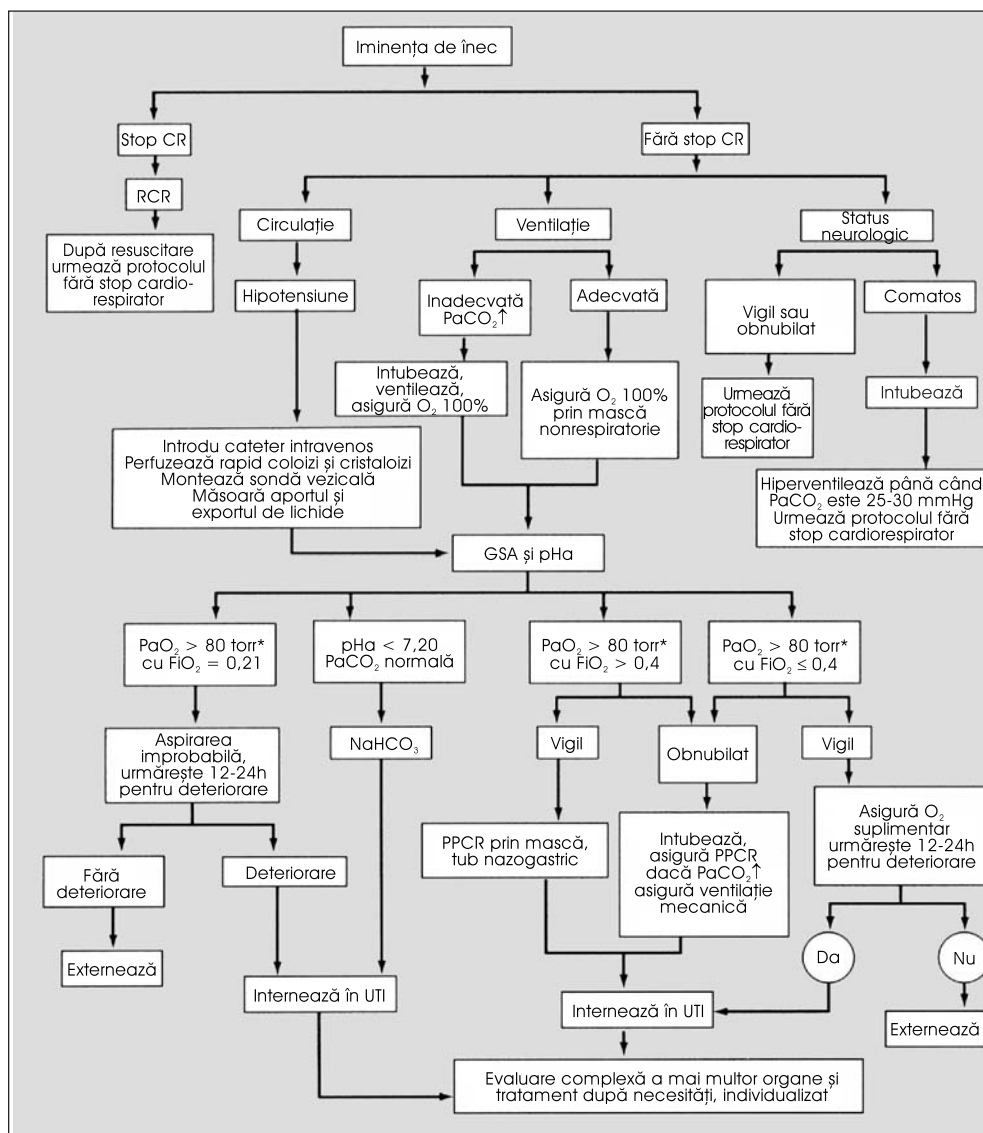 Iminența de înec
Stop CR
Fără stop CR
RCR
Circulație
Ventilație
Status
neurologic
După resuscitare
urmează protocolul
fără stop cardio-
respirator
Hipotensiune
Inadecvată
PaCO₂↑
Adecvată
Vigil sau
obnubilat
Comatos
Intubează,
ventilează,
asigură O₂ 100%
Asigură O₂ 100%
prin mască
nonrespiratorie
Urmează
protocolul fără
stop cardio-
respirator
Intubează
Introdu cateter intravenos
Perfuzează rapid coloizi și cristaloizi
Montează sondă vezicală
Măsoară aportul și
exportul de lichide
Hiperventilează până când
PaCO₂ este 25-30 mmHg
Urmează protocolul fără
stop cardiorespirator
GSA și pHa
PaO₂ > 80 torr*
cu FiO₂ = 0,21
pHa < 7,20
PaCO₂ normală
PaO₂ > 80 torr*
cu FiO₂ > 0,4
PaO₂ > 80 torr*
cu FiO₂ ≤ 0,4
Aspirarea
improbabilă,
urmărește 12-24h
pentru deteriorare
NaHCO₃
Vigil
Obnubilat
Vigil
Fără
deteriorare
Deteriorare
PPCR prin mască,
tub nazogastric
Intubează,
asigură PPCR
dacă PaCO₂↑
asigură ventilație
mecanică
Asigură O₂
suplimentar
urmărește 12-24h
pentru deteriorare
Externează
Da
Nu
Internează în UTI
Internează în UTI
Externează
Evaluare complexă a mai multor organe și
tratament după necesități, individualizat